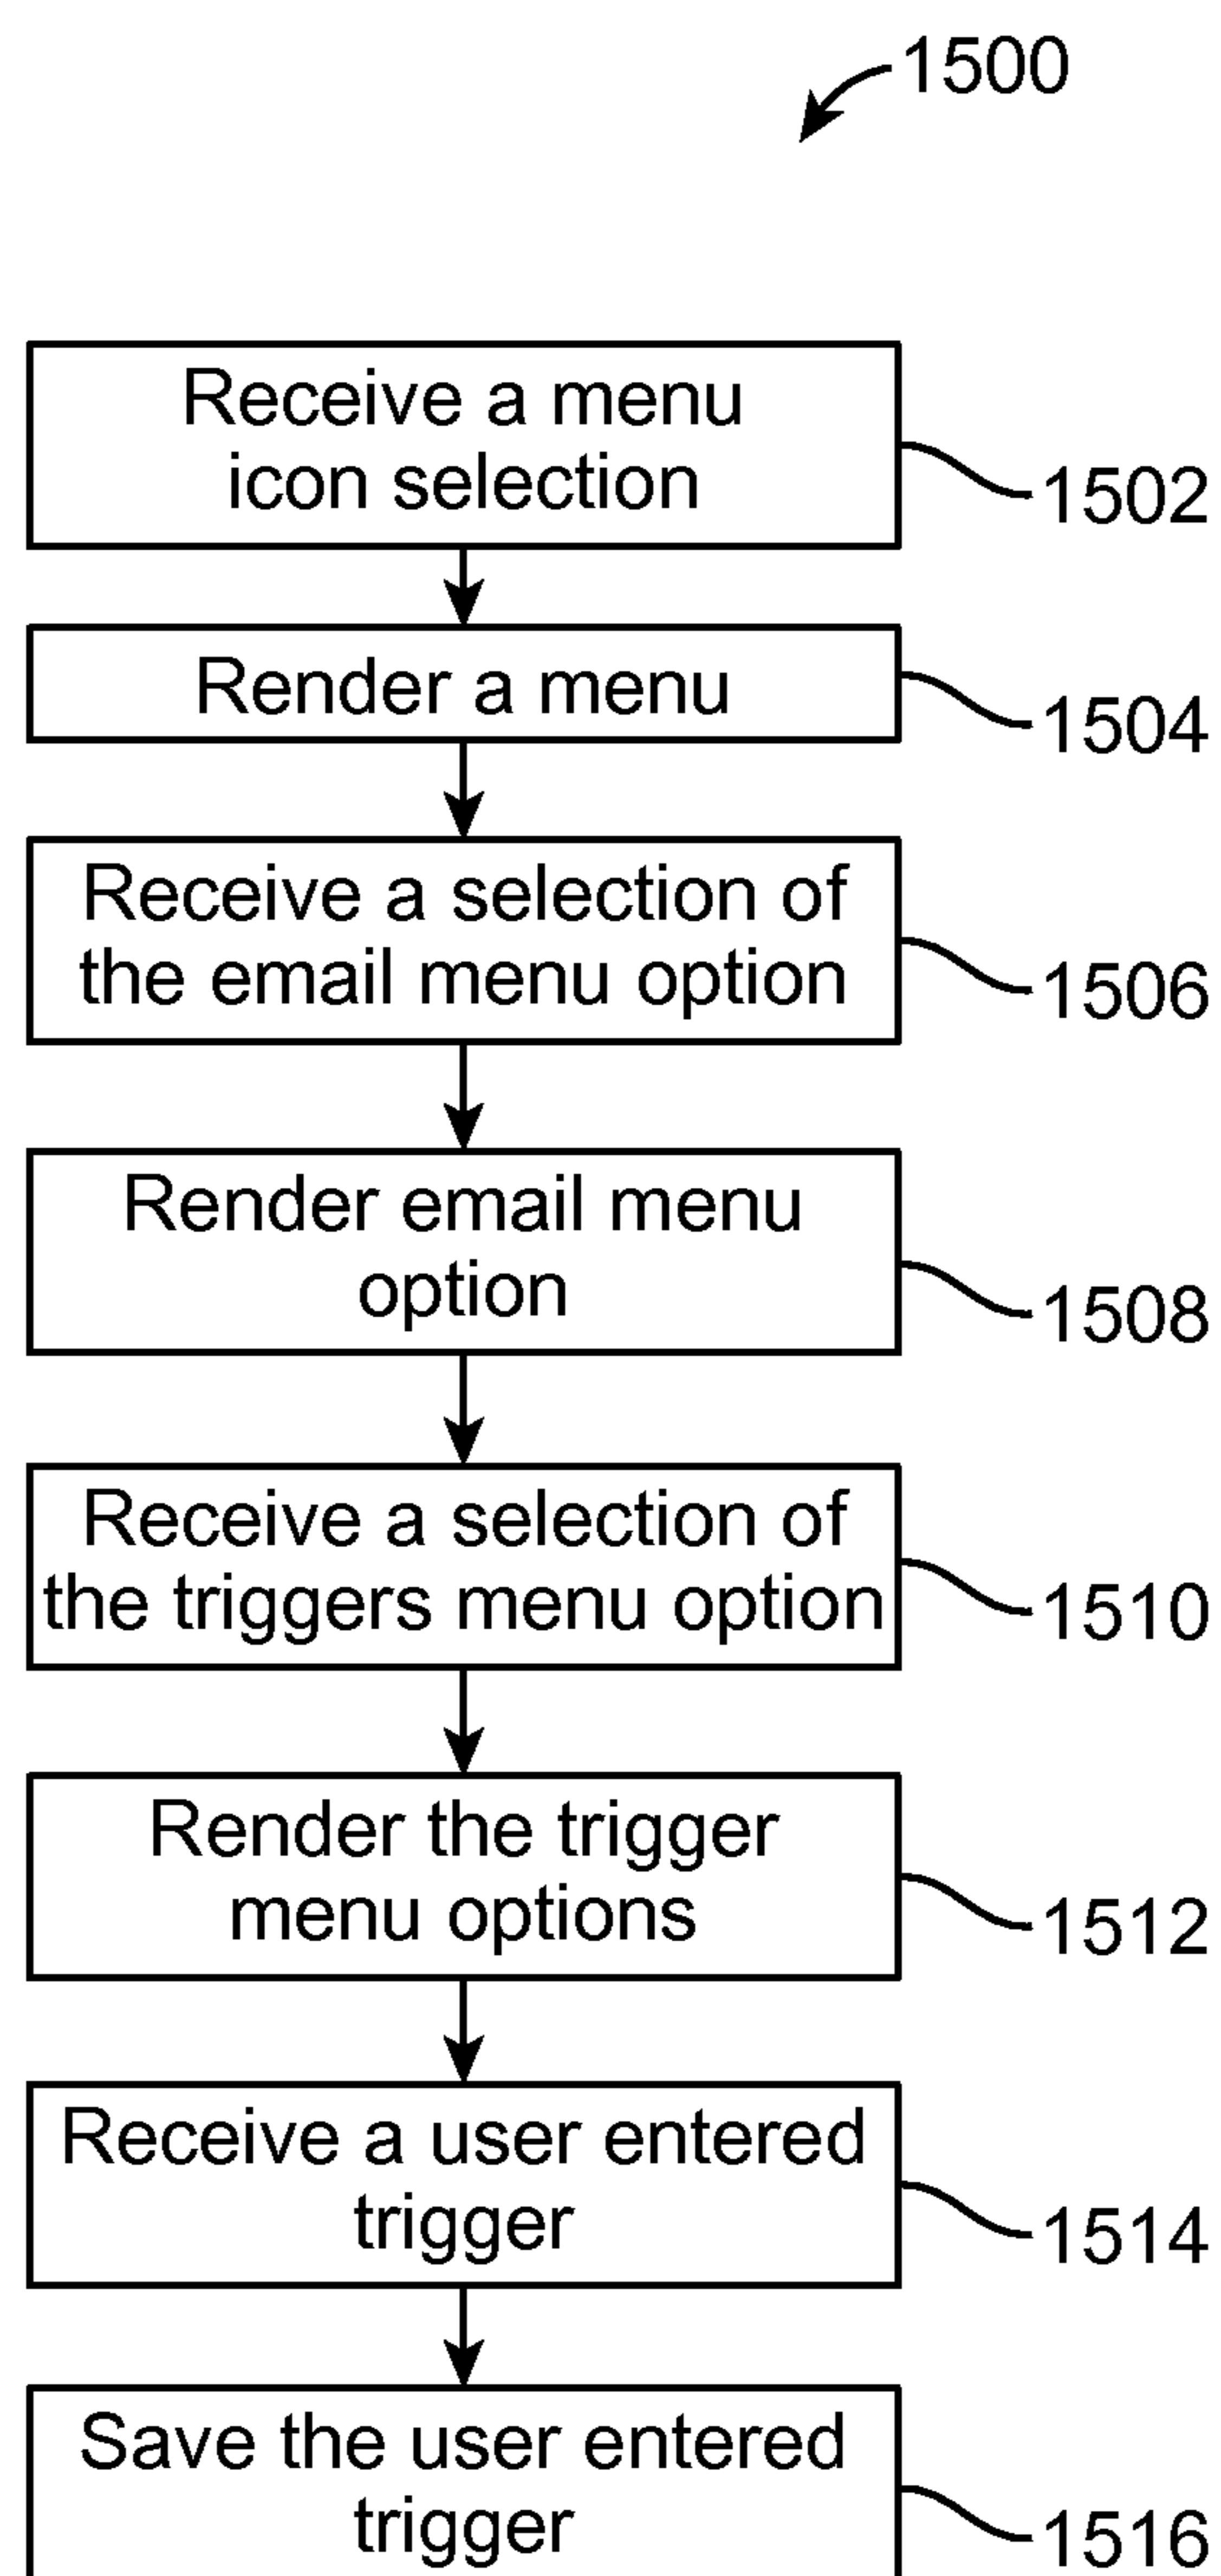 1500
Receive a menu
icon selection
1502
Render a menu
1504
Receive a selection of
the email menu option
1506
Render email menu
option
1508
Receive a selection of
the triggers menu option
1510
Render the trigger
menu options
1512
Receive a user entered
trigger
1514
Save the user entered
trigger
1516